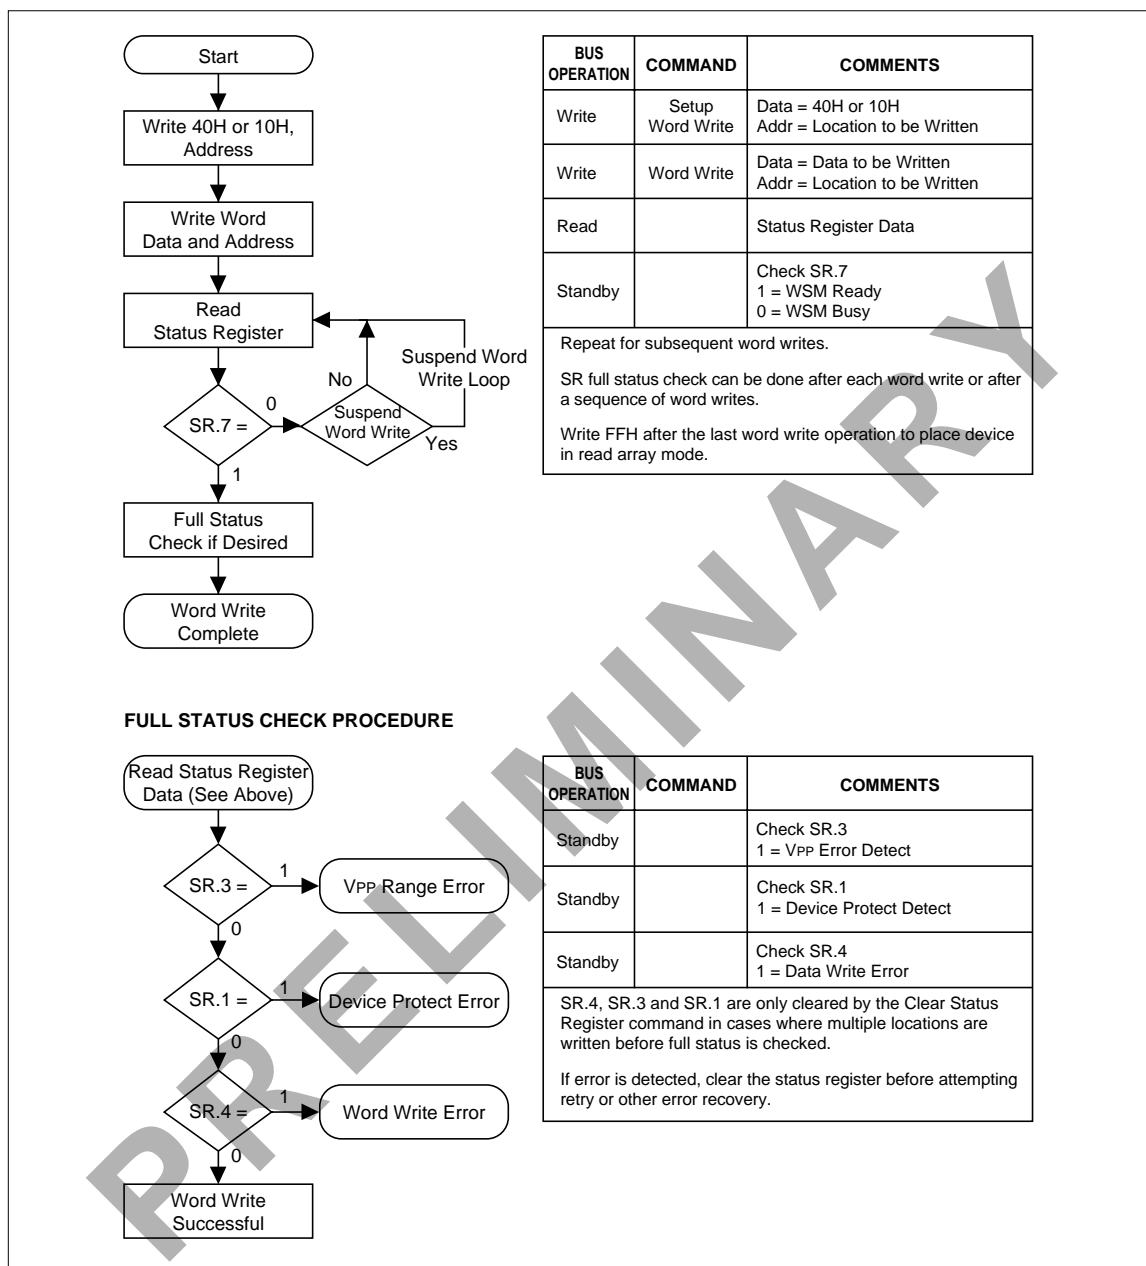 Start
Write 40H or 10H,
Address
Write Word
Data and Address
Read
Status Register
Suspend Word
Write Loop
No
SR.7 =
0
Suspend
Word Write
Yes
1
Full Status
Check if Desired
Word Write
Complete
BUS
OPERATION
COMMAND
COMMENTS
Write
Setup
Word Write
Data = 40H or 10H
Addr = Location to be Written
Write
Word Write
Data = Data to be Written
Addr = Location to be Written
Read
Status Register Data
Standby
Check SR.7
1 = WSM Ready
0 = WSM Busy
Repeat for subsequent word writes.
SR full status check can be done after each word write or after
a sequence of word writes.
Write FFH after the last word write operation to place device
in read array mode.
FULL STATUS CHECK PROCEDURE
Read Status Register
Data (See Above)
SR.3 =
1
VPP Range Error
0
SR.1 =
1
Device Protect Error
0
SR.4 =
1
Word Write Error
0
Word Write
Successful
BUS
OPERATION
COMMAND
COMMENTS
Standby
Check SR.3
1 = VPP Error Detect
Standby
Check SR.1
1 = Device Protect Detect
Standby
Check SR.4
1 = Data Write Error
SR.4, SR.3 and SR.1 are only cleared by the Clear Status
Register command in cases where multiple locations are
written before full status is checked.
If error is detected, clear the status register before attempting
retry or other error recovery.
PRELIMINARY